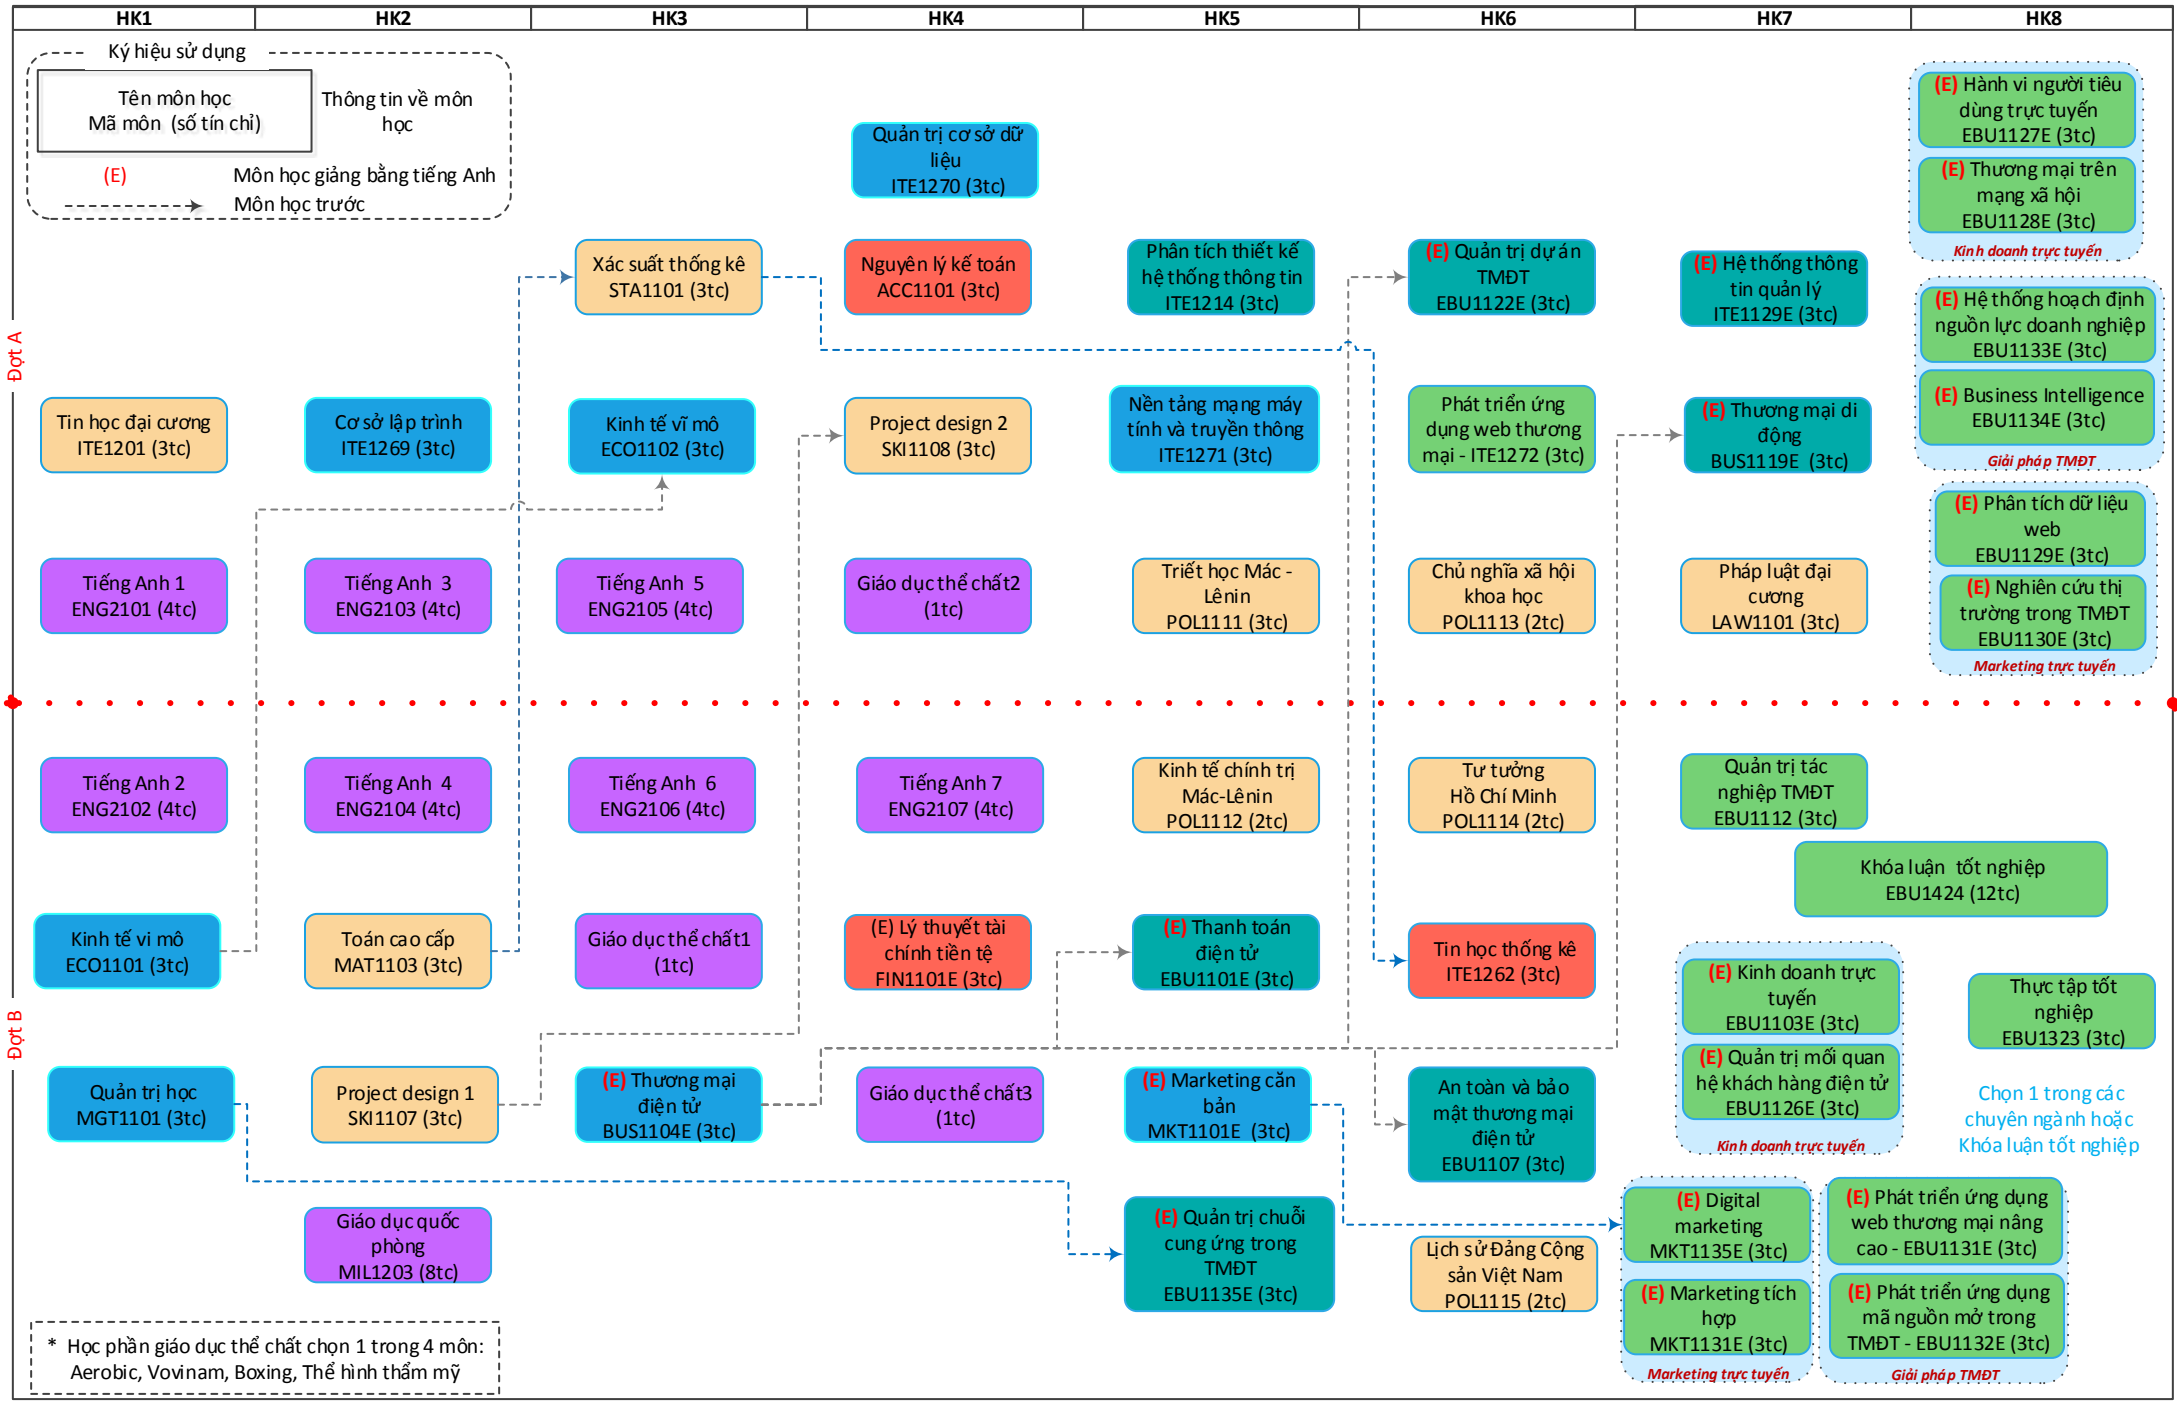 HK1
HK2
HK3
HK4
HK5
HK6
HK7
HK8
Ký hiệu sử dụng
Tên môn học
Mã môn (số tín chỉ)
Thông tin về môn
học
(E)
Môn học giảng bằng tiếng Anh
Môn học trước
Đợt A
Tin học đại cương
ITE1201 (3tc)
Tiếng Anh 1
ENG2101 (4tc)
Cơ sở lập trình
ITE1269 (3tc)
Tiếng Anh 3
ENG2103 (4tc)
Xác suất thống kê
STA1101 (3tc)
Kinh tế vĩ mô
ECO1102 (3tc)
Tiếng Anh 5
ENG2105 (4tc)
Quản trị cơ sở dữ
liệu
ITE1270 (3tc)
Nguyên lý kế toán
ACC1101 (3tc)
Project design 2
SKI1108 (3tc)
Giáo dục thể chất2
(1tc)
Phân tích thiết kế
hệ thống thông tin
ITE1214 (3tc)
Nền tảng mạng máy
tính và truyền thông
ITE1271 (3tc)
Triết học Mác -
Lênin
POL1111 (3tc)
(E) Quản trị dự án
TMĐT
EBU1122E (3tc)
Phát triển ứng
dụng web thương
mại - ITE1272 (3tc)
Chủ nghĩa xã hội
khoa học
POL1113 (2tc)
(E) Hệ thống thông
tin quản lý
ITE1129E (3tc)
(E) Thương mại di
động
BUS1119E (3tc)
Pháp luật đại
cương
LAW1101 (3tc)
(E) Hành vi người tiêu
dùng trực tuyến
EBU1127E (3tc)
(E) Thương mại trên
mạng xã hội
EBU1128E (3tc)
Kinh doanh trực tuyến
(E) Hệ thống hoạch định
nguồn lực doanh nghiệp
EBU1133E (3tc)
(E) Business Intelligence
EBU1134E (3tc)
Giải pháp TMĐT
(E) Phân tích dữ liệu
web
EBU1129E (3tc)
(E) Nghiên cứu thị
trường trong TMĐT
EBU1130E (3tc)
Marketing trực tuyến
Đợt B
Tiếng Anh 2
ENG2102 (4tc)
Kinh tế vi mô
ECO1101 (3tc)
Quản trị học
MGT1101 (3tc)
Tiếng Anh 4
ENG2104 (4tc)
Toán cao cấp
MAT1103 (3tc)
Project design 1
SKI1107 (3tc)
Giáo dục quốc
phòng
MIL1203 (8tc)
Tiếng Anh 6
ENG2106 (4tc)
Giáo dục thể chất1
(1tc)
(E) Thương mại
điện tử
BUS1104E (3tc)
Tiếng Anh 7
ENG2107 (4tc)
(E) Lý thuyết tài
chính tiền tệ
FIN1101E (3tc)
Giáo dục thể chất3
(1tc)
Kinh tế chính trị
Mác-Lênin
POL1112 (2tc)
(E) Thanh toán
điện tử
EBU1101E (3tc)
(E) Marketing căn
bản
MKT1101E (3tc)
(E) Quản trị chuỗi
cung ứng trong
TMĐT
EBU1135E (3tc)
Tư tưởng
Hồ Chí Minh
POL1114 (2tc)
Tin học thống kê
ITE1262 (3tc)
An toàn và bảo
mật thương mại
điện tử
EBU1107 (3tc)
Lịch sử Đảng Cộng
sản Việt Nam
POL1115 (2tc)
Quản trị tác
nghiệp TMĐT
EBU1112 (3tc)
Khóa luận tốt nghiệp
EBU1424 (12tc)
(E) Kinh doanh trực
tuyến
EBU1103E (3tc)
(E) Quản trị mối quan
hệ khách hàng điện tử
EBU1126E (3tc)
Kinh doanh trực tuyến
Thực tập tốt
nghiệp
EBU1323 (3tc)
Chọn 1 trong các
chuyên ngành hoặc
Khóa luận tốt nghiệp
(E) Digital
marketing
MKT1135E (3tc)
(E) Marketing tích
hợp
MKT1131E (3tc)
Marketing trực tuyến
(E) Phát triển ứng dụng
web thương mại nâng
cao - EBU1131E (3tc)
(E) Phát triển ứng dụng
mã nguồn mở trong
TMĐT - EBU1132E (3tc)
Giải pháp TMĐT
* Học phần giáo dục thể chất chọn 1 trong 4 môn:
Aerobic, Vovinam, Boxing, Thể hình thẩm mỹ